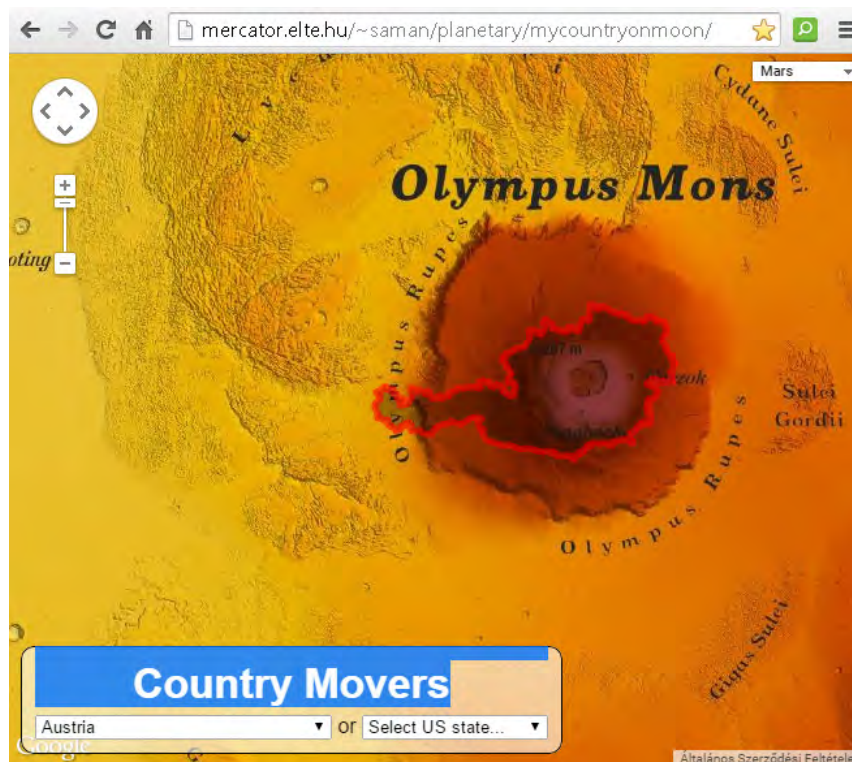 mercator.elte.hu/~saman/planetary/mycountryonmoon/
Mars
Cydane Sulci
Olympus Mons
Olympus Rupes
oting
Sulci
Gordii
Olympus Rupes
Gigas Sulci
Country Movers
Austria
or
Select US state...
Google
Általános Szerződési Feltétele